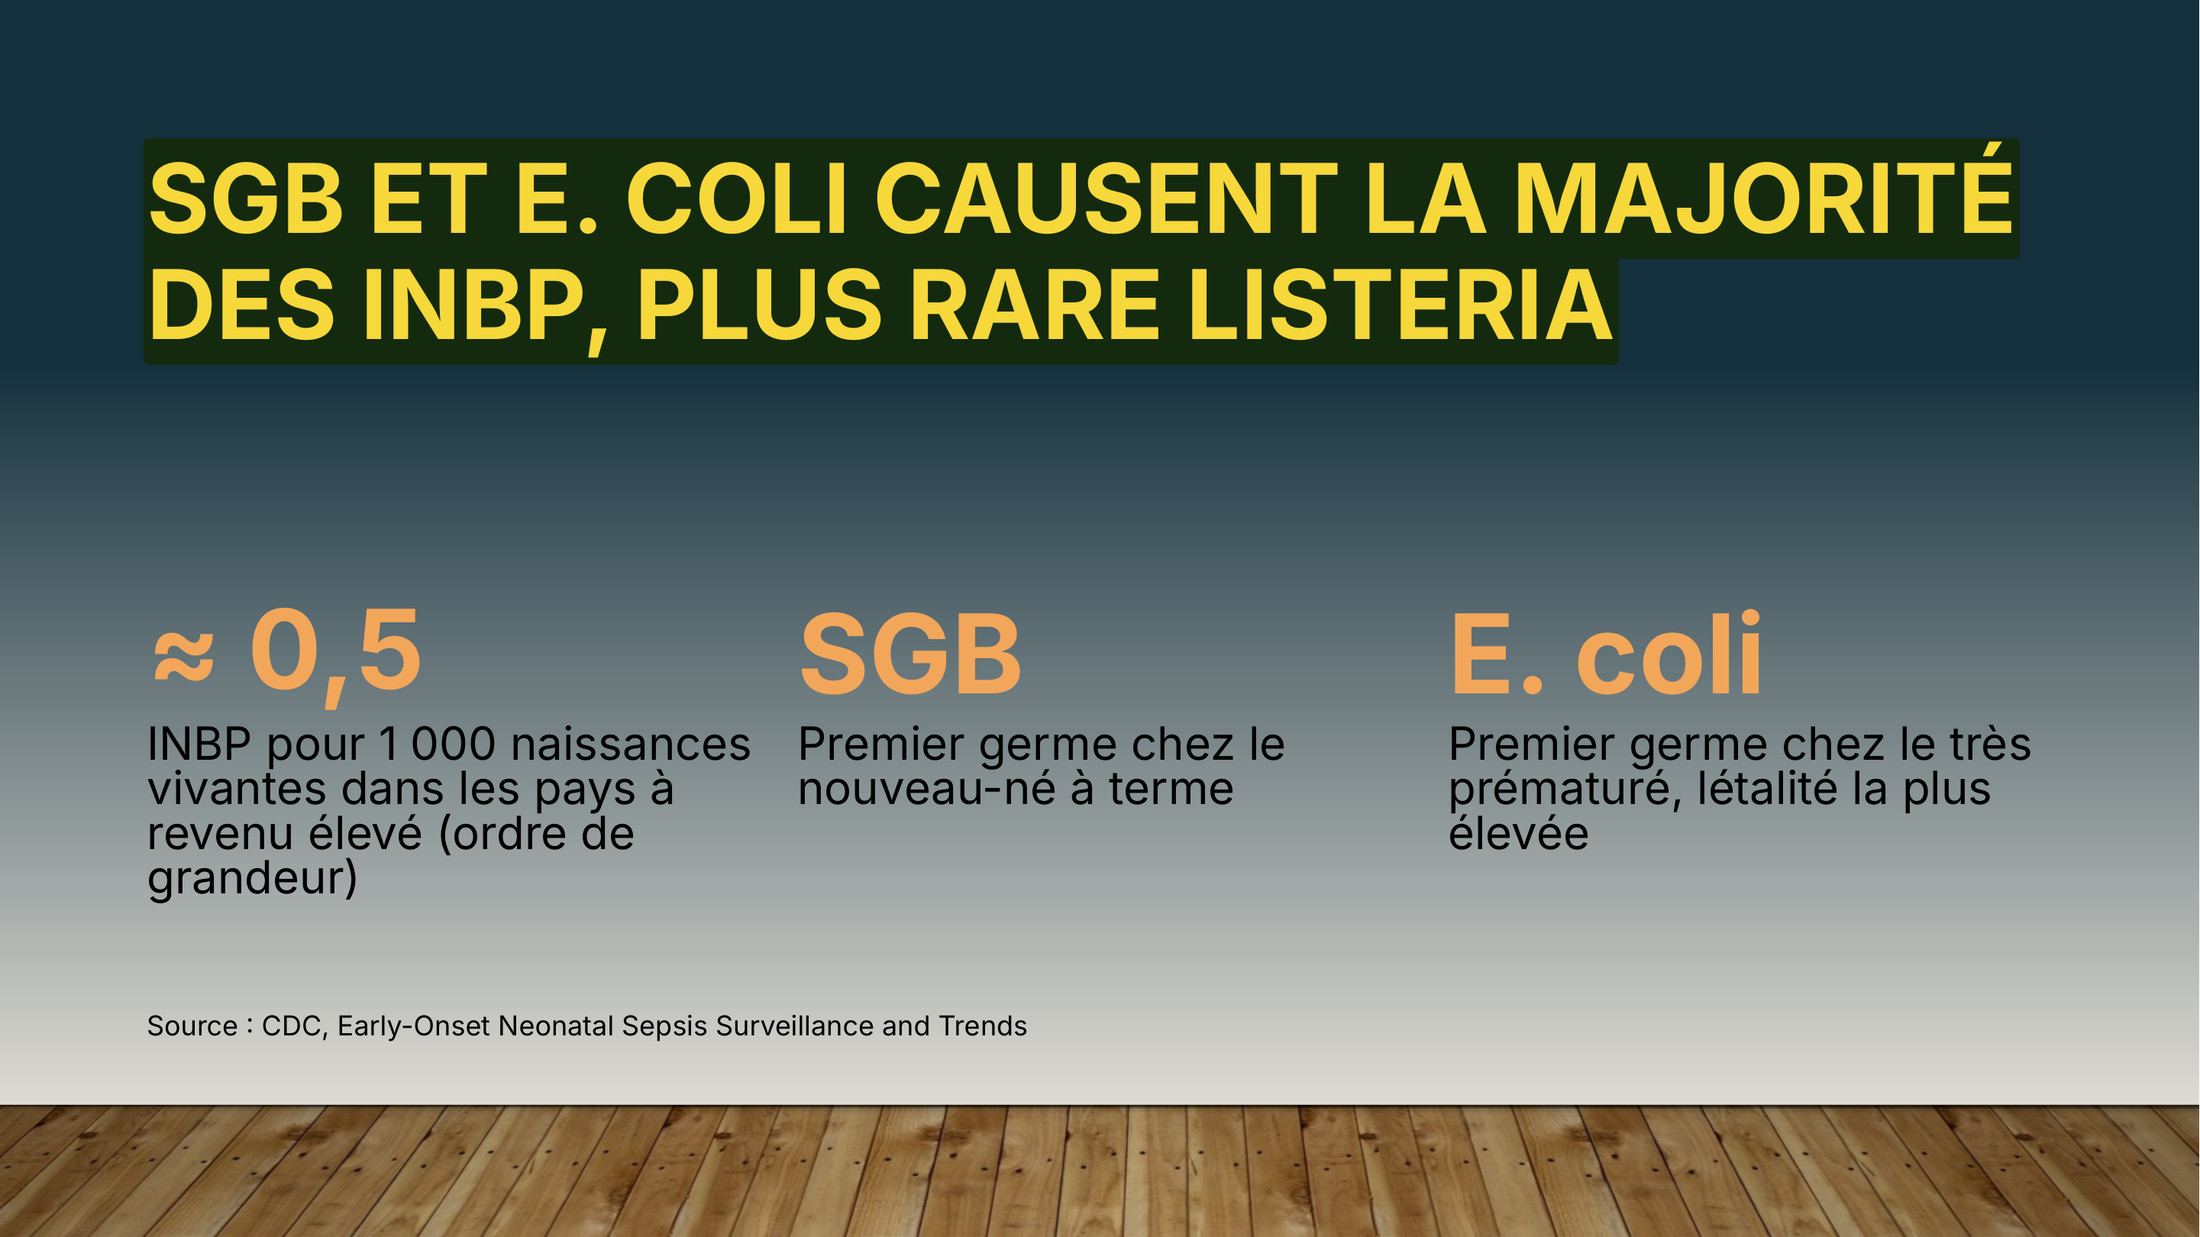 SGB ET E. COLI CAUSENT LA MAJORITÉ
DES INBP, PLUS RARE LISTERIA
≈ 0,5
INBP pour 1 000 naissances
vivantes dans les pays à
revenu élevé (ordre de
grandeur)
SGB
Premier germe chez le
nouveau-né à terme
E. coli
Premier germe chez le très
prématuré, létalité la plus
élevée
Source : CDC, Early-Onset Neonatal Sepsis Surveillance and Trends